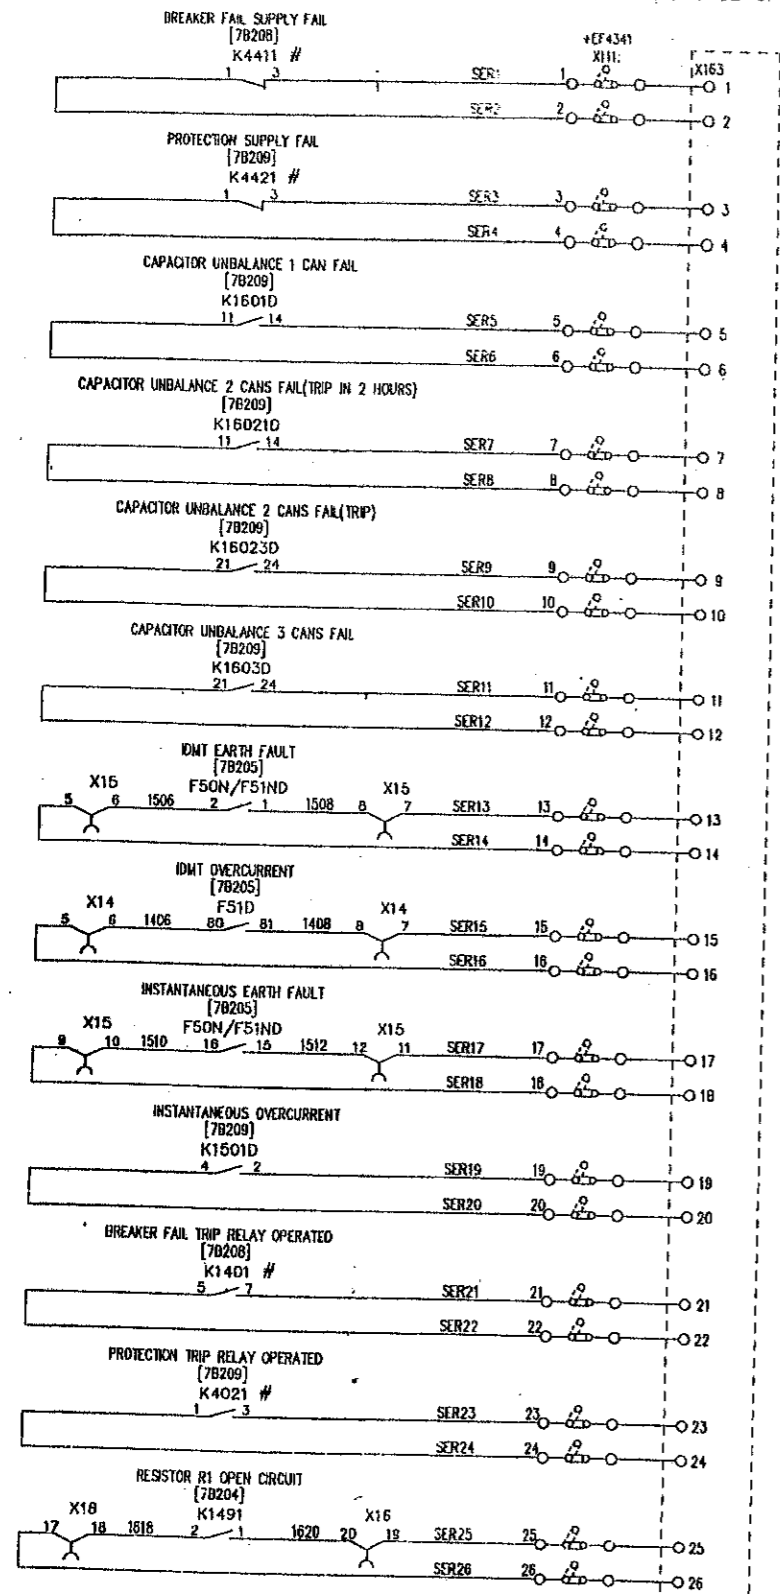 BREAKER FAIL SUPPLY FAIL
[7B208]
K4411 #
+EF4341
X111:
X163
1 3 SER1 1 1
SER2 2 2
PROTECTION SUPPLY FAIL
[7B209]
K4421 #
1 3 SER3 3 3
SER4 4 4
CAPACITOR UNBALANCE 1 CAN FAIL
[7B209]
K1601D
11 14 SER5 5 5
SER6 6 6
CAPACITOR UNBALANCE 2 CANS FAIL(TRIP IN 2 HOURS)
[7B209]
K16021D
11 14 SER7 7 7
SER8 8 8
CAPACITOR UNBALANCE 2 CANS FAIL(TRIP)
[7B209]
K16023D
21 24 SER9 9 9
SER10 10 10
CAPACITOR UNBALANCE 3 CANS FAIL
[7B209]
K1603D
21 24 SER11 11 11
SER12 12 12
IDMT EARTH FAULT
[7B205]
X15 F50N/F51ND X15
5 6 1506 2 1 1508 8 7 SER13 13 13
SER14 14 14
IDMT OVERCURRENT
[7B205]
X14 F51D X14
5 6 1406 80 81 1408 8 7 SER15 15 15
SER16 16 16
INSTANTANEOUS EARTH FAULT
[7B205]
X15 F50N/F51ND X15
9 10 1510 16 15 1512 12 11 SER17 17 17
SER18 18 18
INSTANTANEOUS OVERCURRENT
[7B209]
K1501D
4 2 SER19 19 19
SER20 20 20
BREAKER FAIL TRIP RELAY OPERATED
[7B208]
K1401 #
5 7 SER21 21 21
SER22 22 22
PROTECTION TRIP RELAY OPERATED
[7B209]
K4021 #
1 3 SER23 23 23
SER24 24 24
RESISTOR R1 OPEN CIRCUIT
[7B204]
X16 K1491 X16
17 18 1618 2 1 1620 20 19 SER25 25 25
SER26 26 26